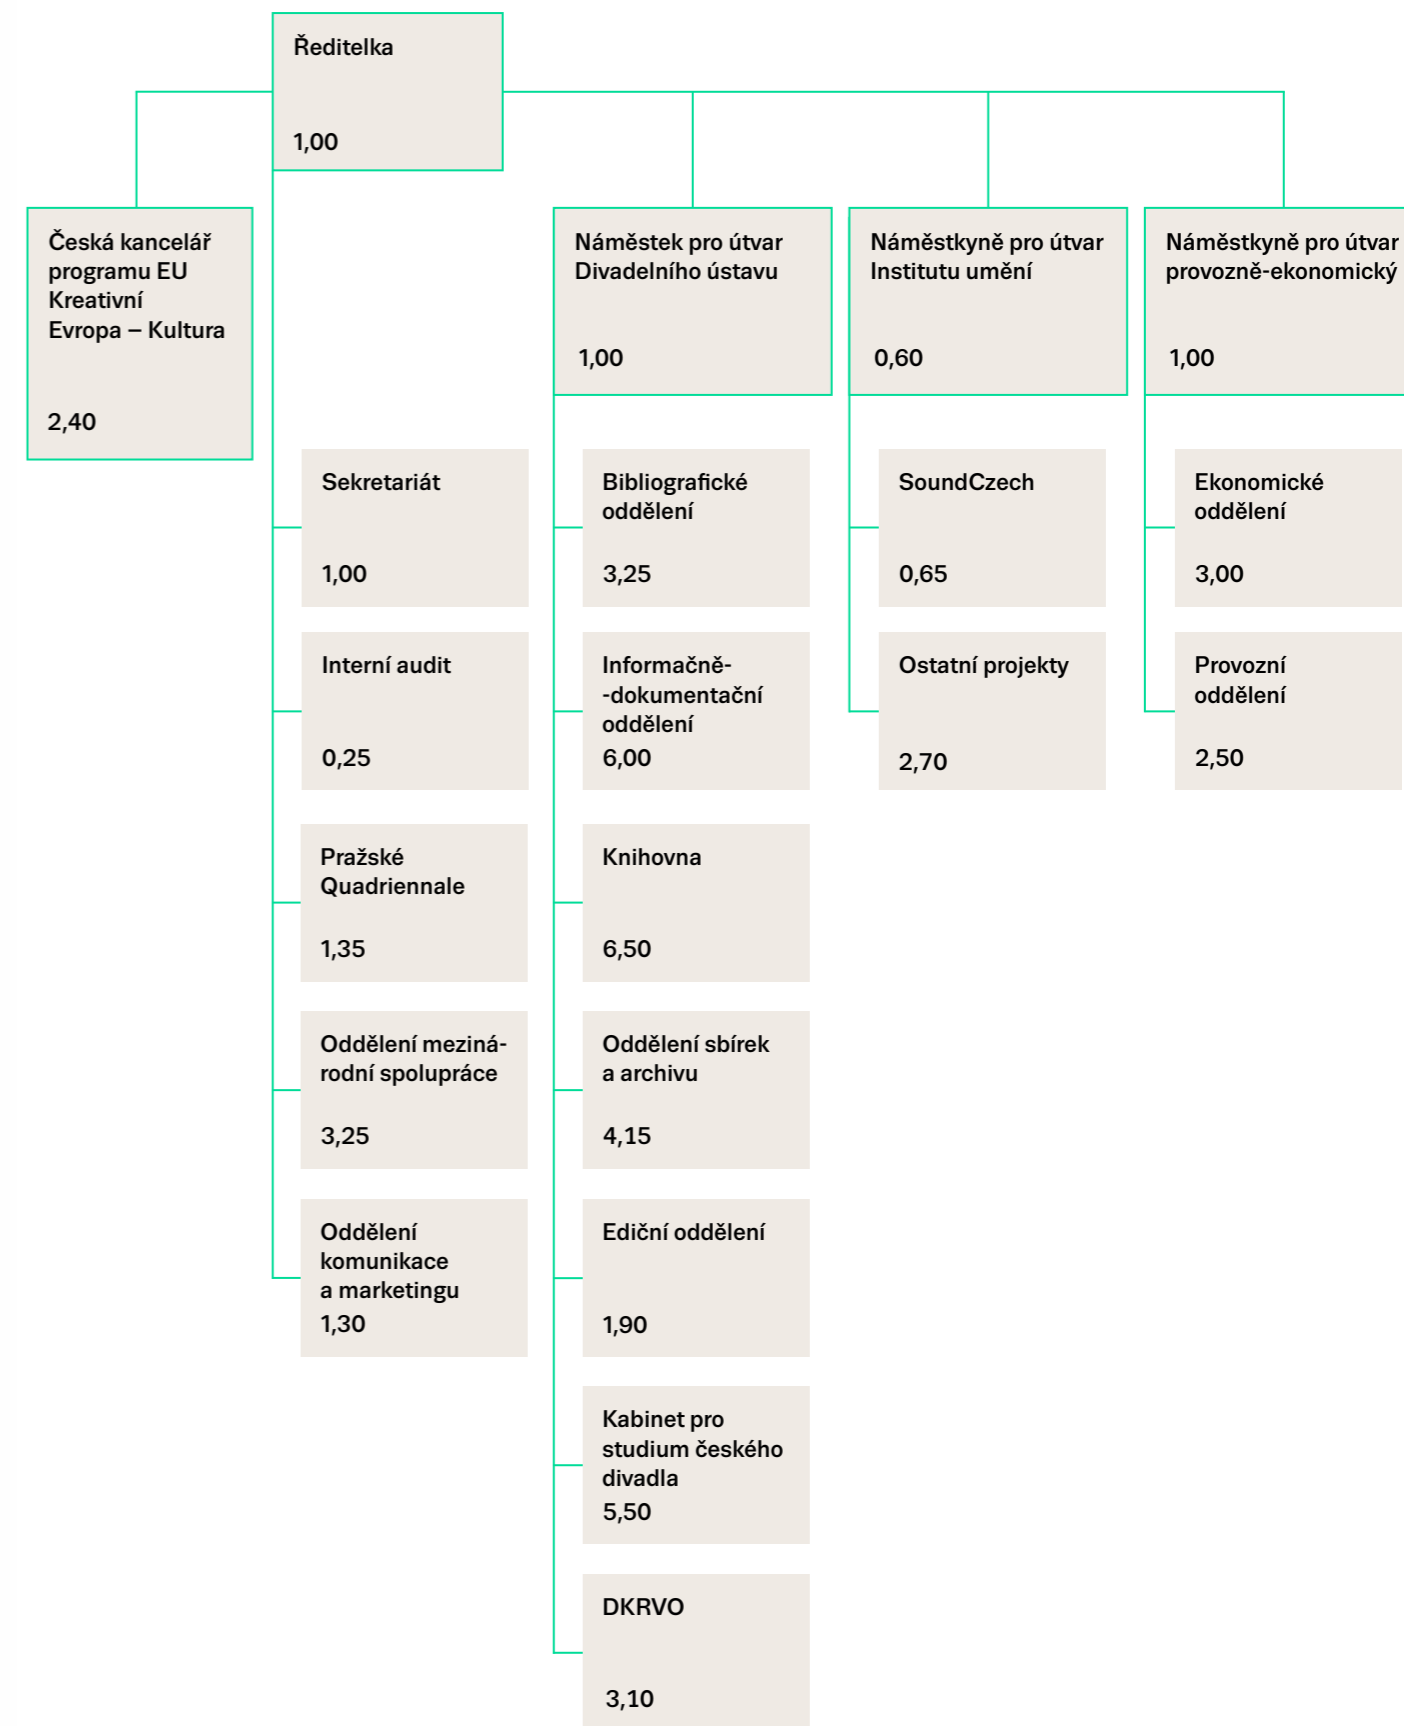 Ředitelka
1,00
Česká kancelář
programu EU
Kreativní
Evropa – Kultura
2,40
Náměstek pro útvar
Divadelního ústavu
1,00
Náměstkyně pro útvar
Institutu umění
0,60
Náměstkyně pro útvar
provozně-ekonomický
1,00
Sekretariát
1,00
Interní audit
0,25
Pražské
Quadriennale
1,35
Oddělení meziná-
rodní spolupráce
3,25
Oddělení
komunikace
a marketingu
1,30
Bibliografické
oddělení
3,25
Informačně-
-dokumentační
oddělení
6,00
Knihovna
6,50
Oddělení sbírek
a archivu
4,15
Ediční oddělení
1,90
Kabinet pro
studium českého
divadla
5,50
DKRVO
3,10
SoundCzech
0,65
Ostatní projekty
2,70
Ekonomické
oddělení
3,00
Provozní
oddělení
2,50